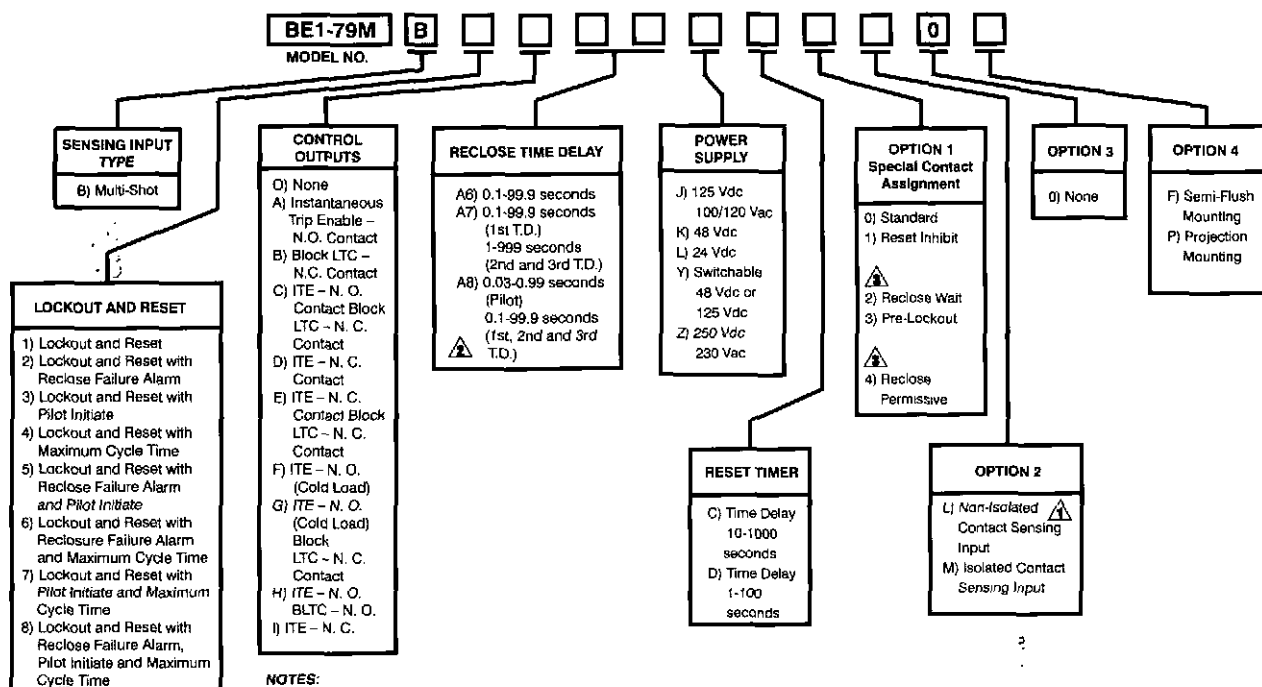 BE1-79M B 0
MODEL NO.
SENSING INPUT
TYPE
B) Multi-Shot
LOCKOUT AND RESET
1) Lockout and Reset
2) Lockout and Reset with
Reclose Failure Alarm
3) Lockout and Reset with
Pilot Initiate
4) Lockout and Reset with
Maximum Cycle Time
5) Lockout and Reset with
Reclose Failure Alarm
and Pilot Initiate
6) Lockout and Reset with
Reclosure Failure Alarm
and Maximum Cycle Time
7) Lockout and Reset with
Pilot Initiate and Maximum
Cycle Time
8) Lockout and Reset with
Reclose Failure Alarm,
Pilot Initiate and Maximum
Cycle Time
CONTROL
OUTPUTS
O) None
A) Instantaneous
Trip Enable –
N.O. Contact
B) Block LTC –
N.C. Contact
C) ITE – N. O.
Contact Block
LTC – N. C.
Contact
D) ITE – N. C.
Contact
E) ITE – N. C.
Contact Block
LTC – N. C.
Contact
F) ITE – N. O.
(Cold Load)
G) ITE – N. O.
(Cold Load)
Block
LTC – N. C.
Contact
H) ITE – N. O.
BLTC – N. O.
I) ITE – N. C.
RECLOSE TIME DELAY
A6) 0.1-99.9 seconds
A7) 0.1-99.9 seconds
(1st T.D.)
1-999 seconds
(2nd and 3rd T.D.)
A8) 0.03-0.99 seconds
(Pilot)
0.1-99.9 seconds
(1st, 2nd and 3rd
2 T.D.)
POWER
SUPPLY
J) 125 Vdc
100/120 Vac
K) 48 Vdc
L) 24 Vdc
Y) Switchable
48 Vdc or
125 Vdc
Z) 250 Vdc
230 Vac
RESET TIMER
C) Time Delay
10-1000
seconds
D) Time Delay
1-100
seconds
OPTION 1
Special Contact
Assignment
0) Standard
1) Reset Inhibit
3
2) Reclose Wait
3) Pre-Lockout
3
4) Reclose
Permissive
OPTION 2
L) Non-Isolated 1
Contact Sensing
Input
M) Isolated Contact
Sensing Input
OPTION 3
0) None
OPTION 4
F) Semi-Flush
Mounting
P) Projection
Mounting
NOTES: